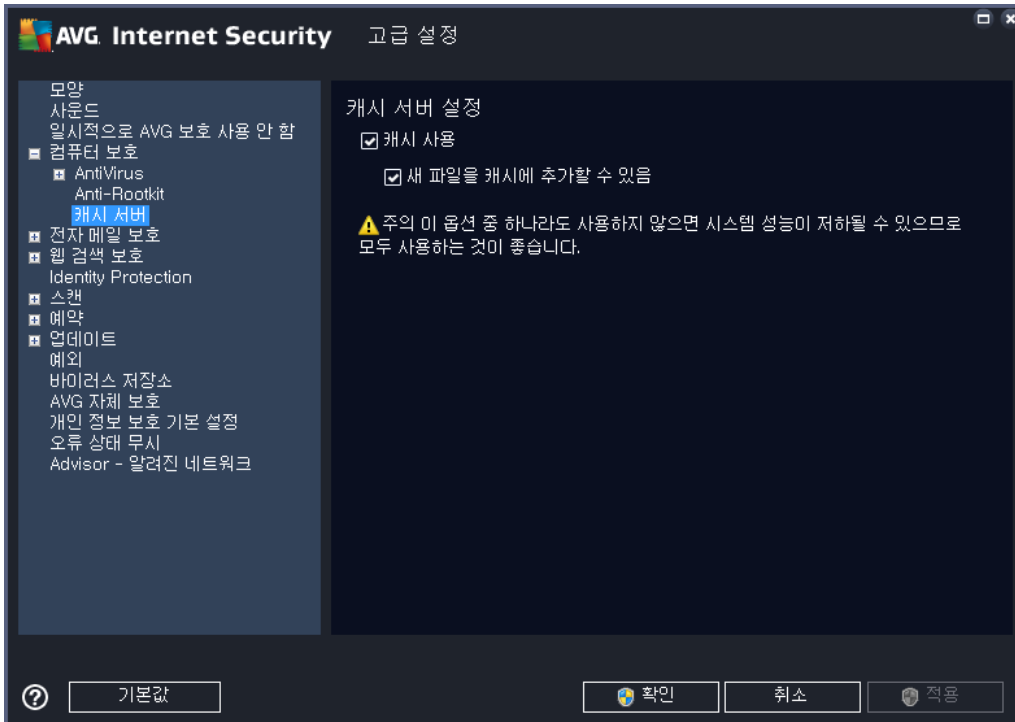 AVG. Internet Security 고급 설정
모양
사운드
일시적으로 AVG 보호 사용 안 함
컴퓨터 보호
AntiVirus
Anti-Rootkit
캐시 서버
전자 메일 보호
웹 검색 보호
Identity Protection
스캔
예약
업데이트
예외
바이러스 저장소
AVG 자체 보호
개인 정보 보호 기본 설정
오류 상태 무시
Advisor - 알려진 네트워크
캐시 서버 설정
캐시 사용
새 파일을 캐시에 추가할 수 있음
주의 이 옵션 중 하나라도 사용하지 않으면 시스템 성능이 저하될 수 있으므로
모두 사용하는 것이 좋습니다.
기본값
확인
취소
적용